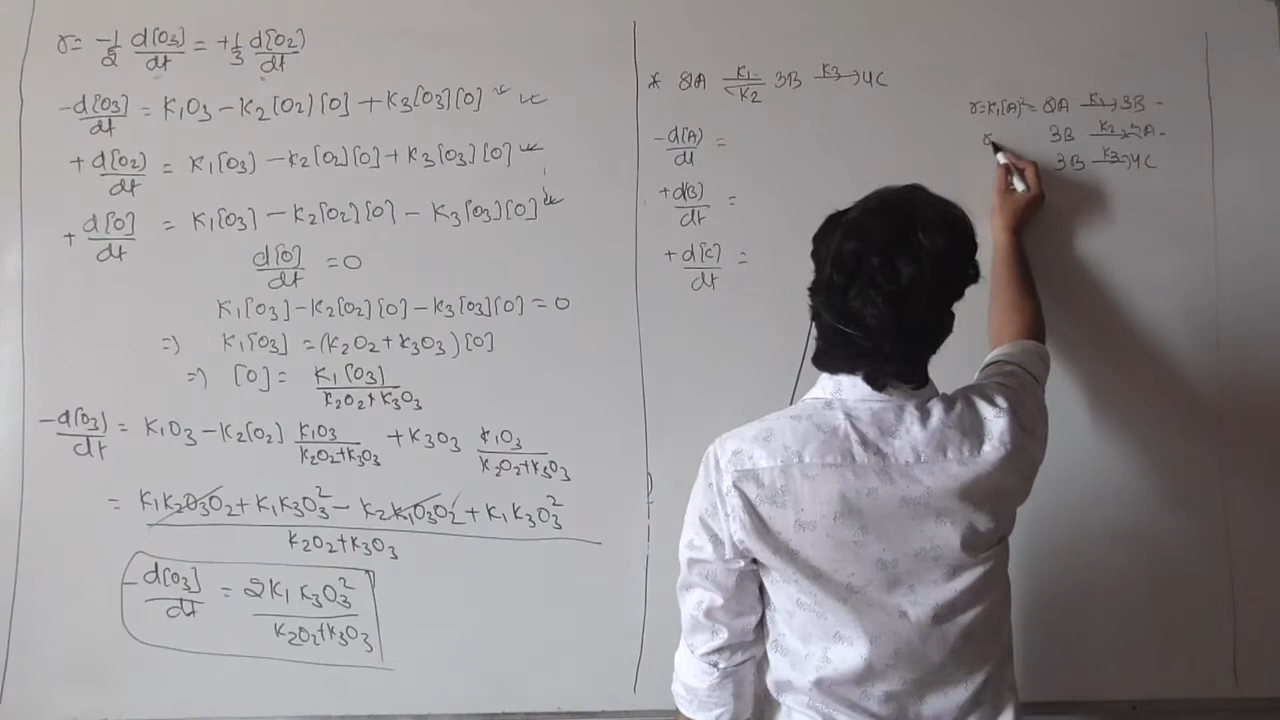 r = -1/2 d[O3]/dt = +1/3 d[O2]/dt
-d[O3]/dt = K1O3 - K2[O2][O] + K3[O3][O]
+d[O2]/dt = K1[O3] - K2[O2][O] + K3[O3][O]
+d[O]/dt = K1[O3] - K2[O2][O] - K3[O3][O]
d[O]/dt = 0
K1[O3] - K2[O2][O] - K3[O3][O] = 0
=> K1[O3] = (K2O2 + K3O3)[O]
=> [O] = K1[O3]/K2O2+K3O3
-d[O3]/dt = K1O3 - K2[O2] K1O3/K2O2+K3O3 + K3O3 K1O3/K2O2+K3O3
= K1K2O3O2 + K1K3O3^2 - K2K1O3O2 + K1K3O3^2/K2O2+K3O3
-d[O3]/dt = 2K1K3O3^2/K2O2+K3O3
* 2A K1/K2 3B K3→ 4C
-d[A]/dt =
+d[B]/dt =
+d[C]/dt =
r=K1[A]^2 = 2A K1→ 3B -
r 3B K2→ 2A -
3B K3→ 4C